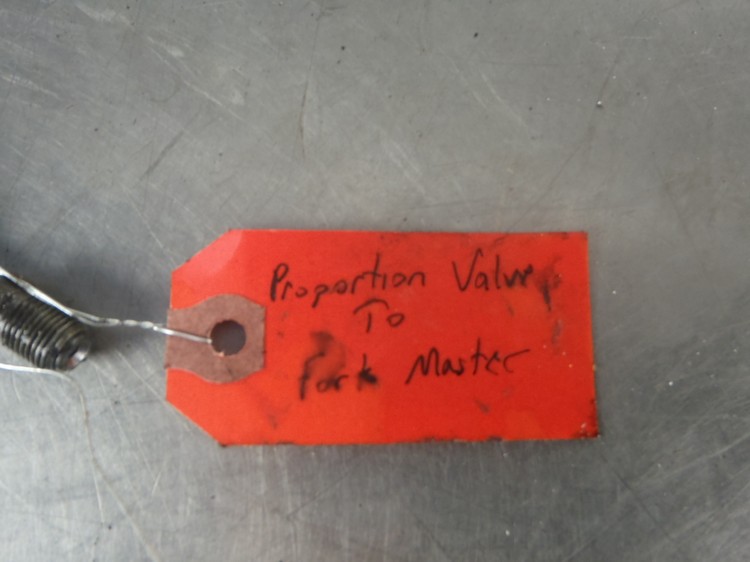 Proportion Valve
To
Fork Master